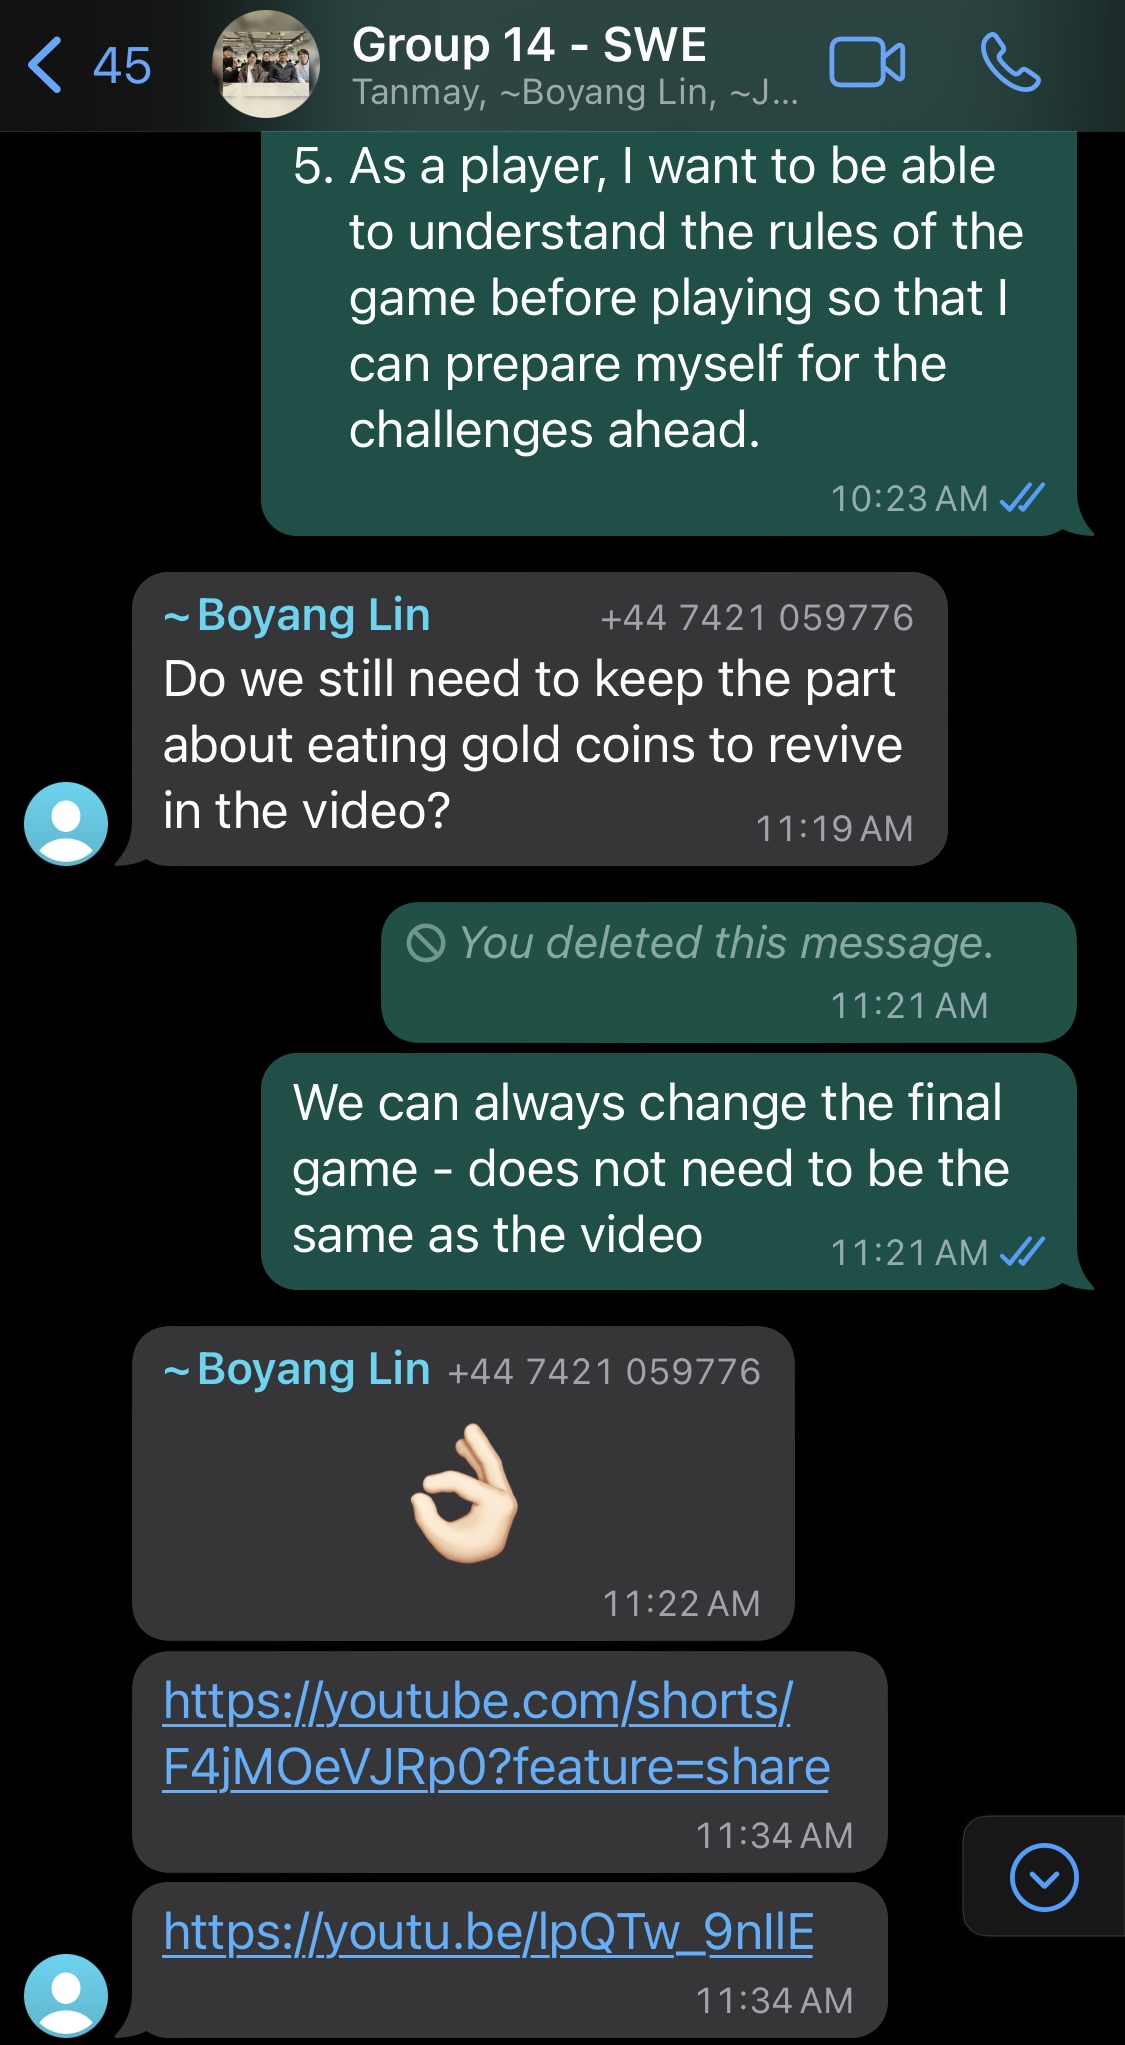 45
Group 14 - SWE
Tanmay, ~Boyang Lin, ~J...
5. As a player, I want to be able
to understand the rules of the
game before playing so that I
can prepare myself for the
challenges ahead.
10:23 AM
~Boyang Lin +44 7421 059776
Do we still need to keep the part
about eating gold coins to revive
in the video?
11:19 AM
You deleted this message.
11:21 AM
We can always change the final
game - does not need to be the
same as the video
11:21 AM
~Boyang Lin +44 7421 059776
👌🏻
11:22 AM
https://youtube.com/shorts/
F4jMOeVJRp0?feature=share
11:34 AM
https://youtu.be/lpQTw_9nllE
11:34 AM